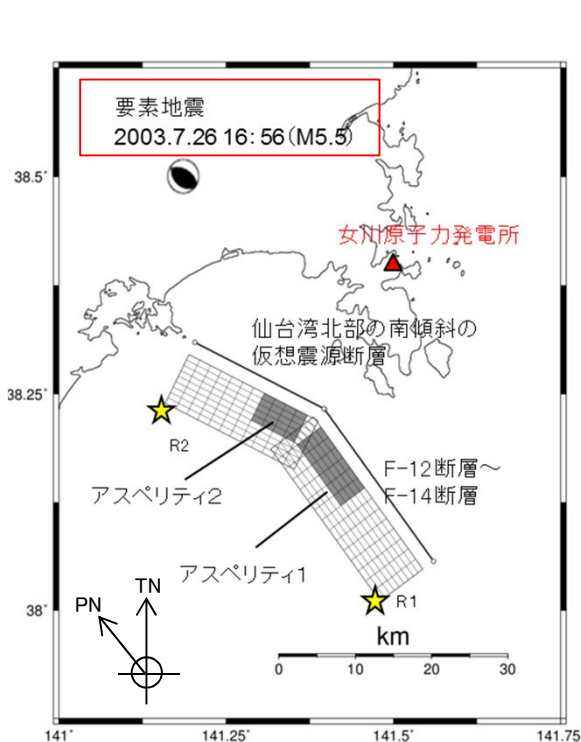 要素地震
2003.7.26 16:56(M5.5)
38.5°
女川原子力発電所
仙台湾北部の南傾斜の
仮想震源断層
38.25°
R2
F-12断層～
F-14断層
アスペリティ2
アスペリティ1
TN
PN
38°
R1
km
0 10 20 30
141° 141.25° 141.5° 141.75